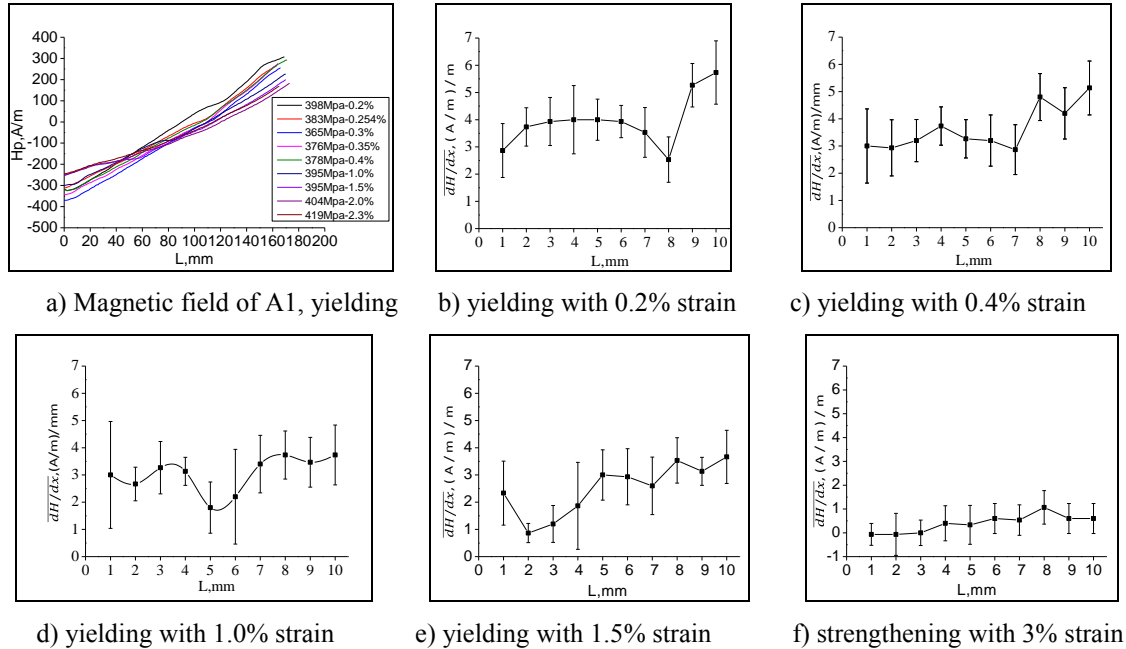 400
300
200
100
0
-100
-200
-300
-400
-500
Hp,A/m
398Mpa-0.2%
383Mpa-0.254%
365Mpa-0.3%
376Mpa-0.35%
378Mpa-0.4%
395Mpa-1.0%
395Mpa-1.5%
404Mpa-2.0%
419Mpa-2.3%
0 20 40 60 80 100 120 140 160 180 200
L,mm
7
6
5
4
3
2
1
0
dH/dx, (A/m)/m
0 1 2 3 4 5 6 7 8 9 10
L,mm
7
6
5
4
3
2
1
0
dH/dx,(A/m)/mm
0 1 2 3 4 5 6 7 8 9 10
L,mm
a) Magnetic field of A1, yielding
b) yielding with 0.2% strain
c) yielding with 0.4% strain
7
6
5
4
3
2
1
0
dH/dx,(A/m)/mm
0 1 2 3 4 5 6 7 8 9 10
L,mm
7
6
5
4
3
2
1
0
dH/dx, (A/m)/m
0 1 2 3 4 5 6 7 8 9 10
L,mm
7
6
5
4
3
2
1
0
-1
dH/dx, (A/m)/m
0 1 2 3 4 5 6 7 8 9 10
L,mm
d) yielding with 1.0% strain
e) yielding with 1.5% strain
f) strengthening with 3% strain